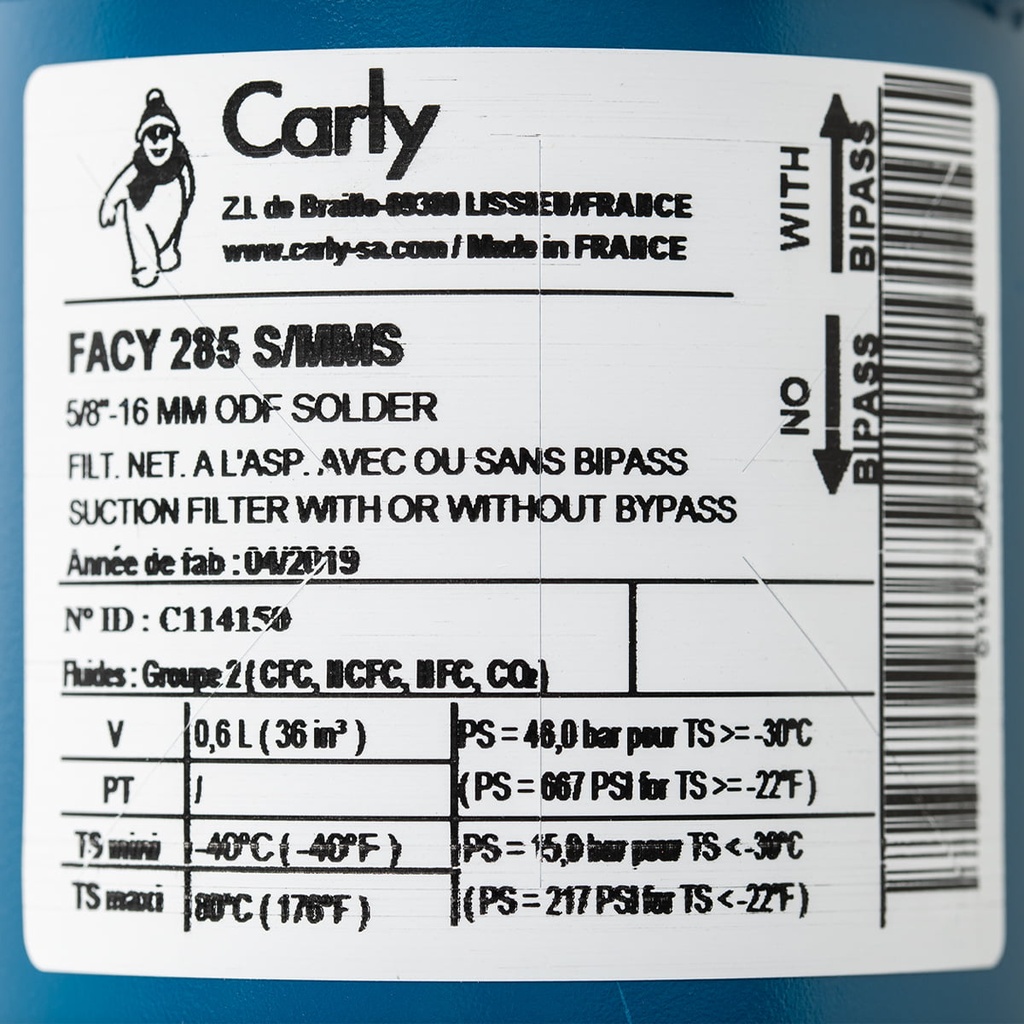 Carly
Z.I. de Braille-69380 LISSIEU/FRANCE
www.carly-sa.com / Made in FRANCE
WITH BIPASS
NO BIPASS
FACY 285 S/MMS
5/8"-16 MM ODF SOLDER
FILT. NET. A L'ASP. AVEC OU SANS BIPASS
SUCTION FILTER WITH OR WITHOUT BYPASS
Année de fab : 04/2019
N° ID : C114150
Fluides : Groupe 2 ( CFC, HCFC, HFC, CO₂)
V 0,6 L ( 36 in³ ) PS = 46,0 bar pour TS >= -30°C
PT / ( PS = 667 PSI for TS >= -22°F )
TS mini -40°C ( -40°F ) PS = 15,0 bar pour TS < -30°C
TS maxi 80°C ( 176°F ) ( PS = 217 PSI for TS < -22°F )